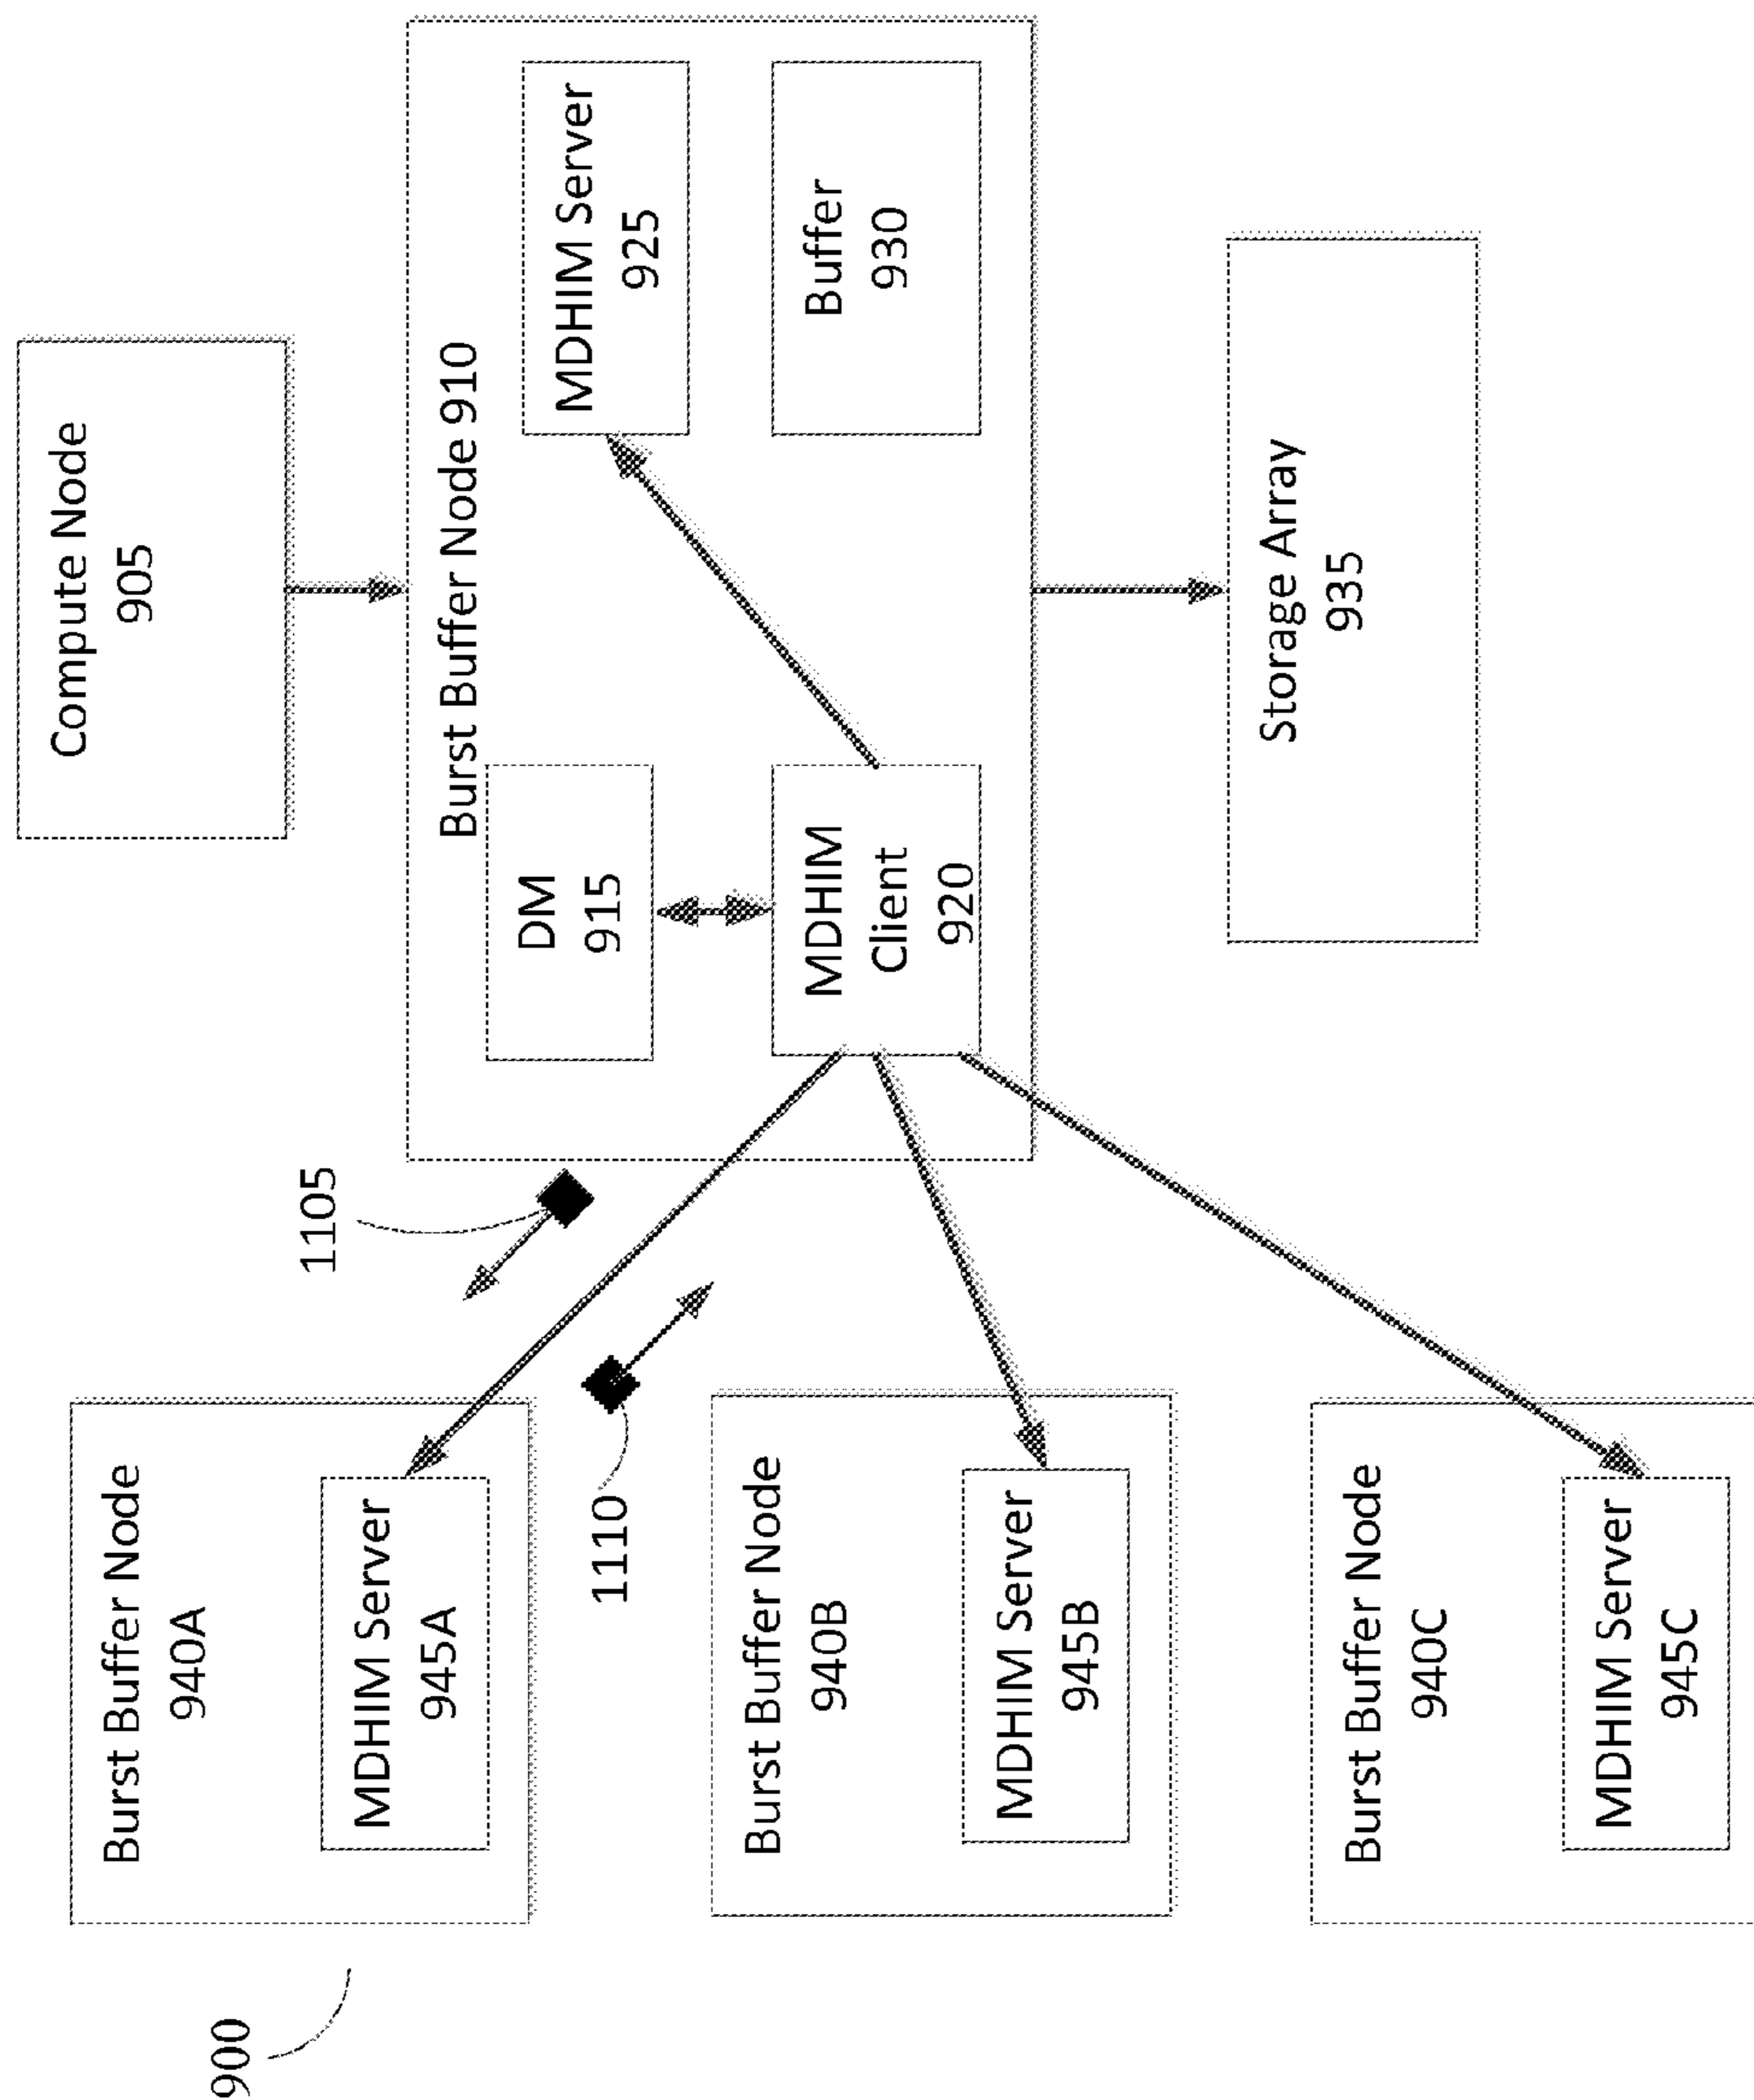 900
Burst Buffer Node
940A
MDHIM Server
945A
1110
1105
Burst Buffer Node
940B
MDHIM Server
945B
Burst Buffer Node
940C
MDHIM Server
945C
Compute Node
905
Burst Buffer Node 910
DM
915
MDHIM
Client
920
MDHIM Server
925
Buffer
930
Storage Array
935